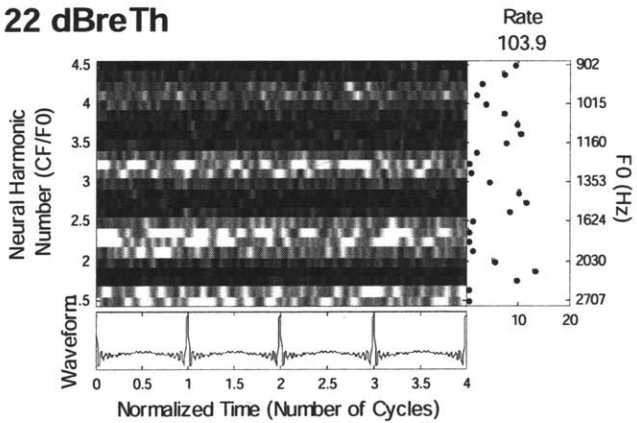 22 dBreTh
Rate
103.9
Neural Harmonic
Number (CF/F0)
4.5
4
3.5
3
2.5
2
1.5
902
1015
1160
1353
1624
2030
2707
F0 (Hz)
10 20
Waveform
0 0.5 1 1.5 2 2.5 3 3.5 4
Normalized Time (Number of Cycles)